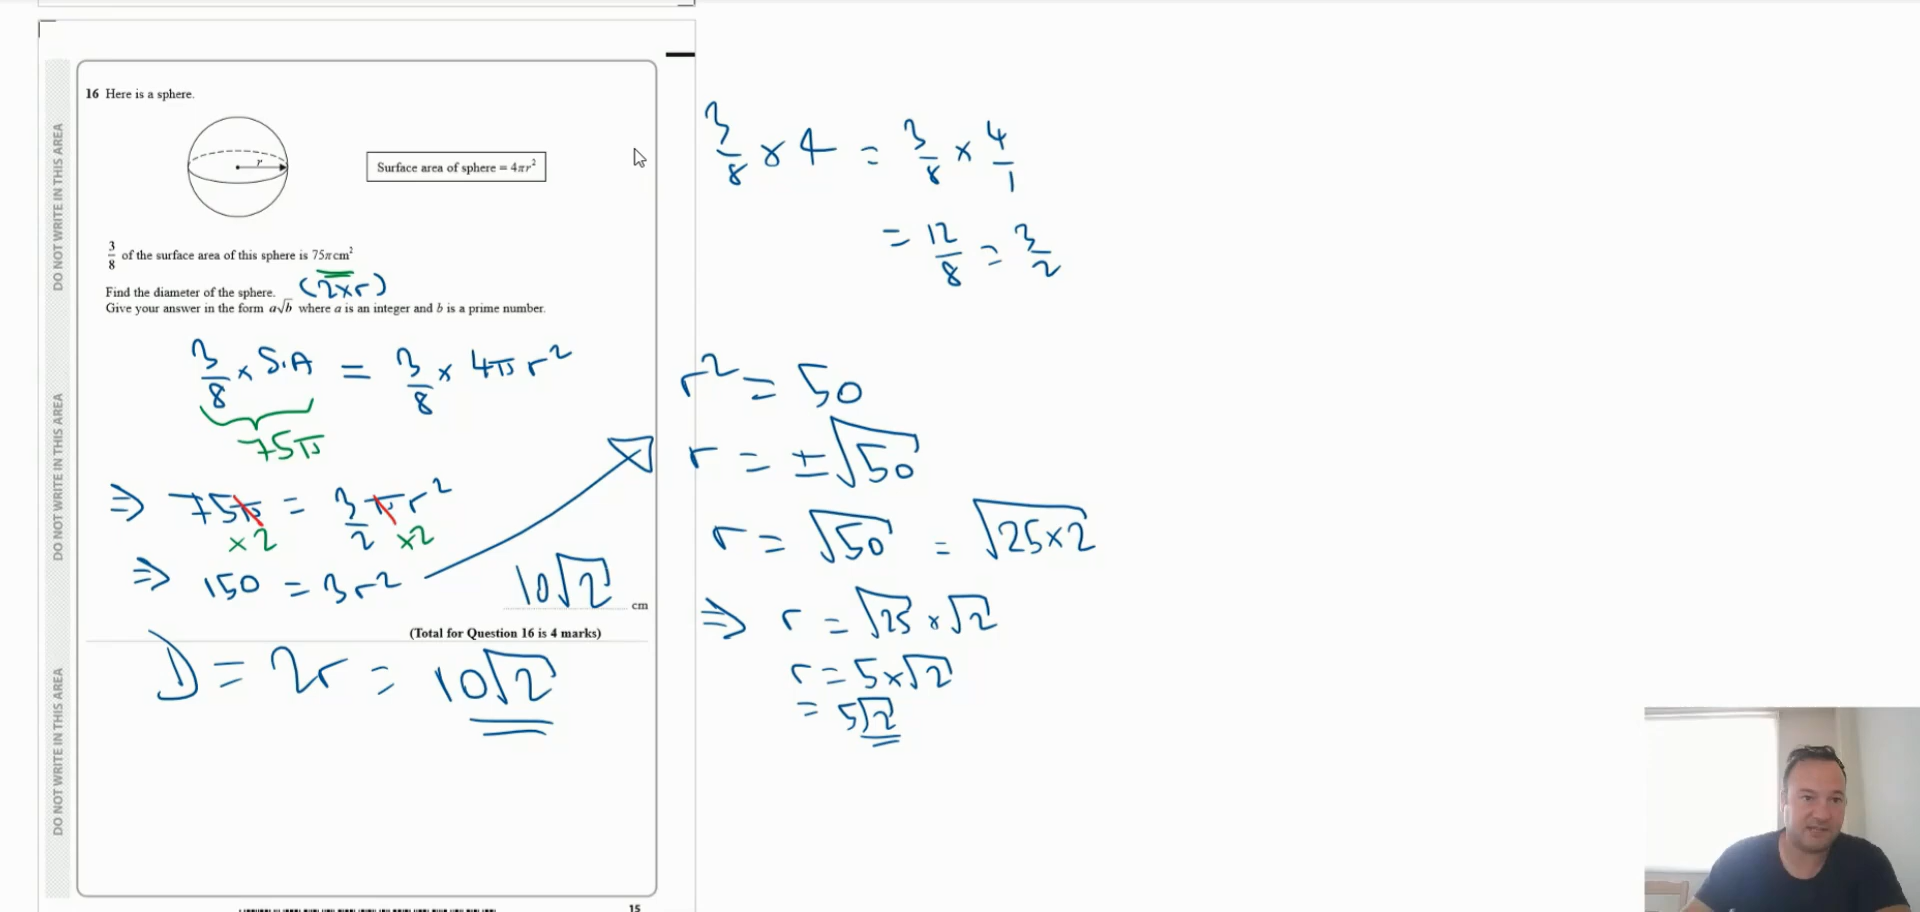 DO NOT WRITE IN THIS AREA
DO NOT WRITE IN THIS AREA
DO NOT WRITE IN THIS AREA
16 Here is a sphere.
r
Surface area of sphere = 4πr²
3/8 of the surface area of this sphere is 75π cm²
Find the diameter of the sphere. (2×r)
Give your answer in the form a√b where a is an integer and b is a prime number.
3/8 × S.A = 3/8 × 4π r²
75π
⇒ 75π = 3/2 π r²
×2 ×2
⇒ 150 = 3r²
10√2 cm
(Total for Question 16 is 4 marks)
D = 2r = 10√2
15
3/8 × 4 = 3/8 × 4/1
= 12/8 = 3/2
r² = 50
r = ±√50
r = √50 = √25×2
⇒ r = √25 × √2
r = 5×√2
= 5√2